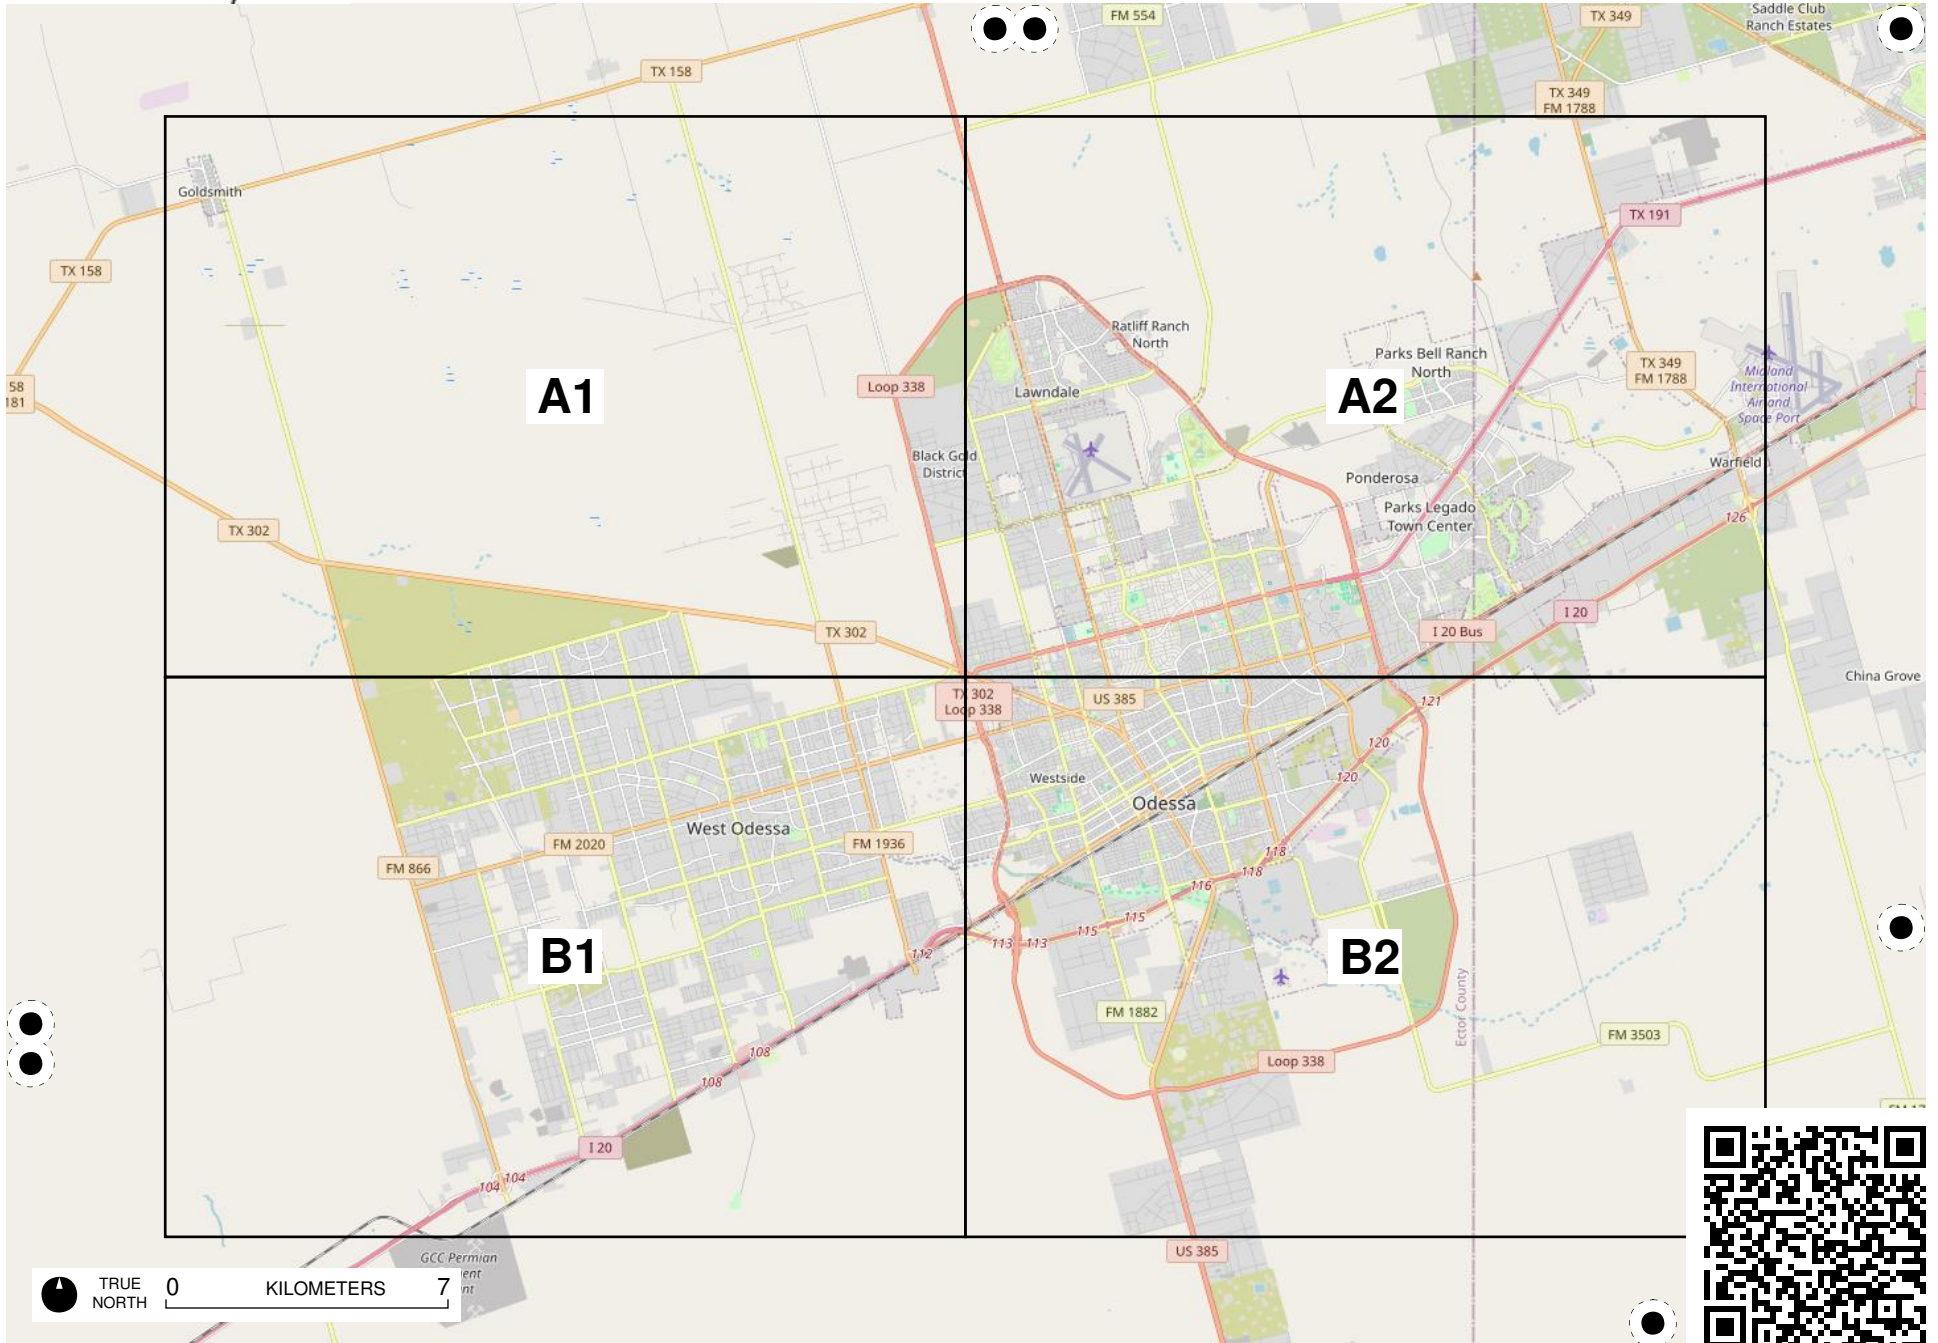 FM 554
TX 349
Saddle Club
Ranch Estates
TX 158
TX 349
FM 1788
Goldsmith
TX 191
TX 158
Ratliff Ranch
North
Parks Bell Ranch
North
TX 349
FM 1788
Midland
International
Air and
Space Port
58
181
Loop 338
Lawndale
A1
A2
Black Gold
District
Warfield
Ponderosa
Parks Legado
Town Center
126
TX 302
I 20
TX 302
I 20 Bus
China Grove
TX 302
Loop 338
US 385
121
120
120
Westside
Odessa
West Odessa
FM 2020
FM 1936
118
FM 866
118
116
115
115
113
113
112
B1
B2
Ector County
FM 1882
FM 3503
108
Loop 338
108
I 20
104
104
US 385
GCC Permian
TRUE
NORTH
0
KILOMETERS
7